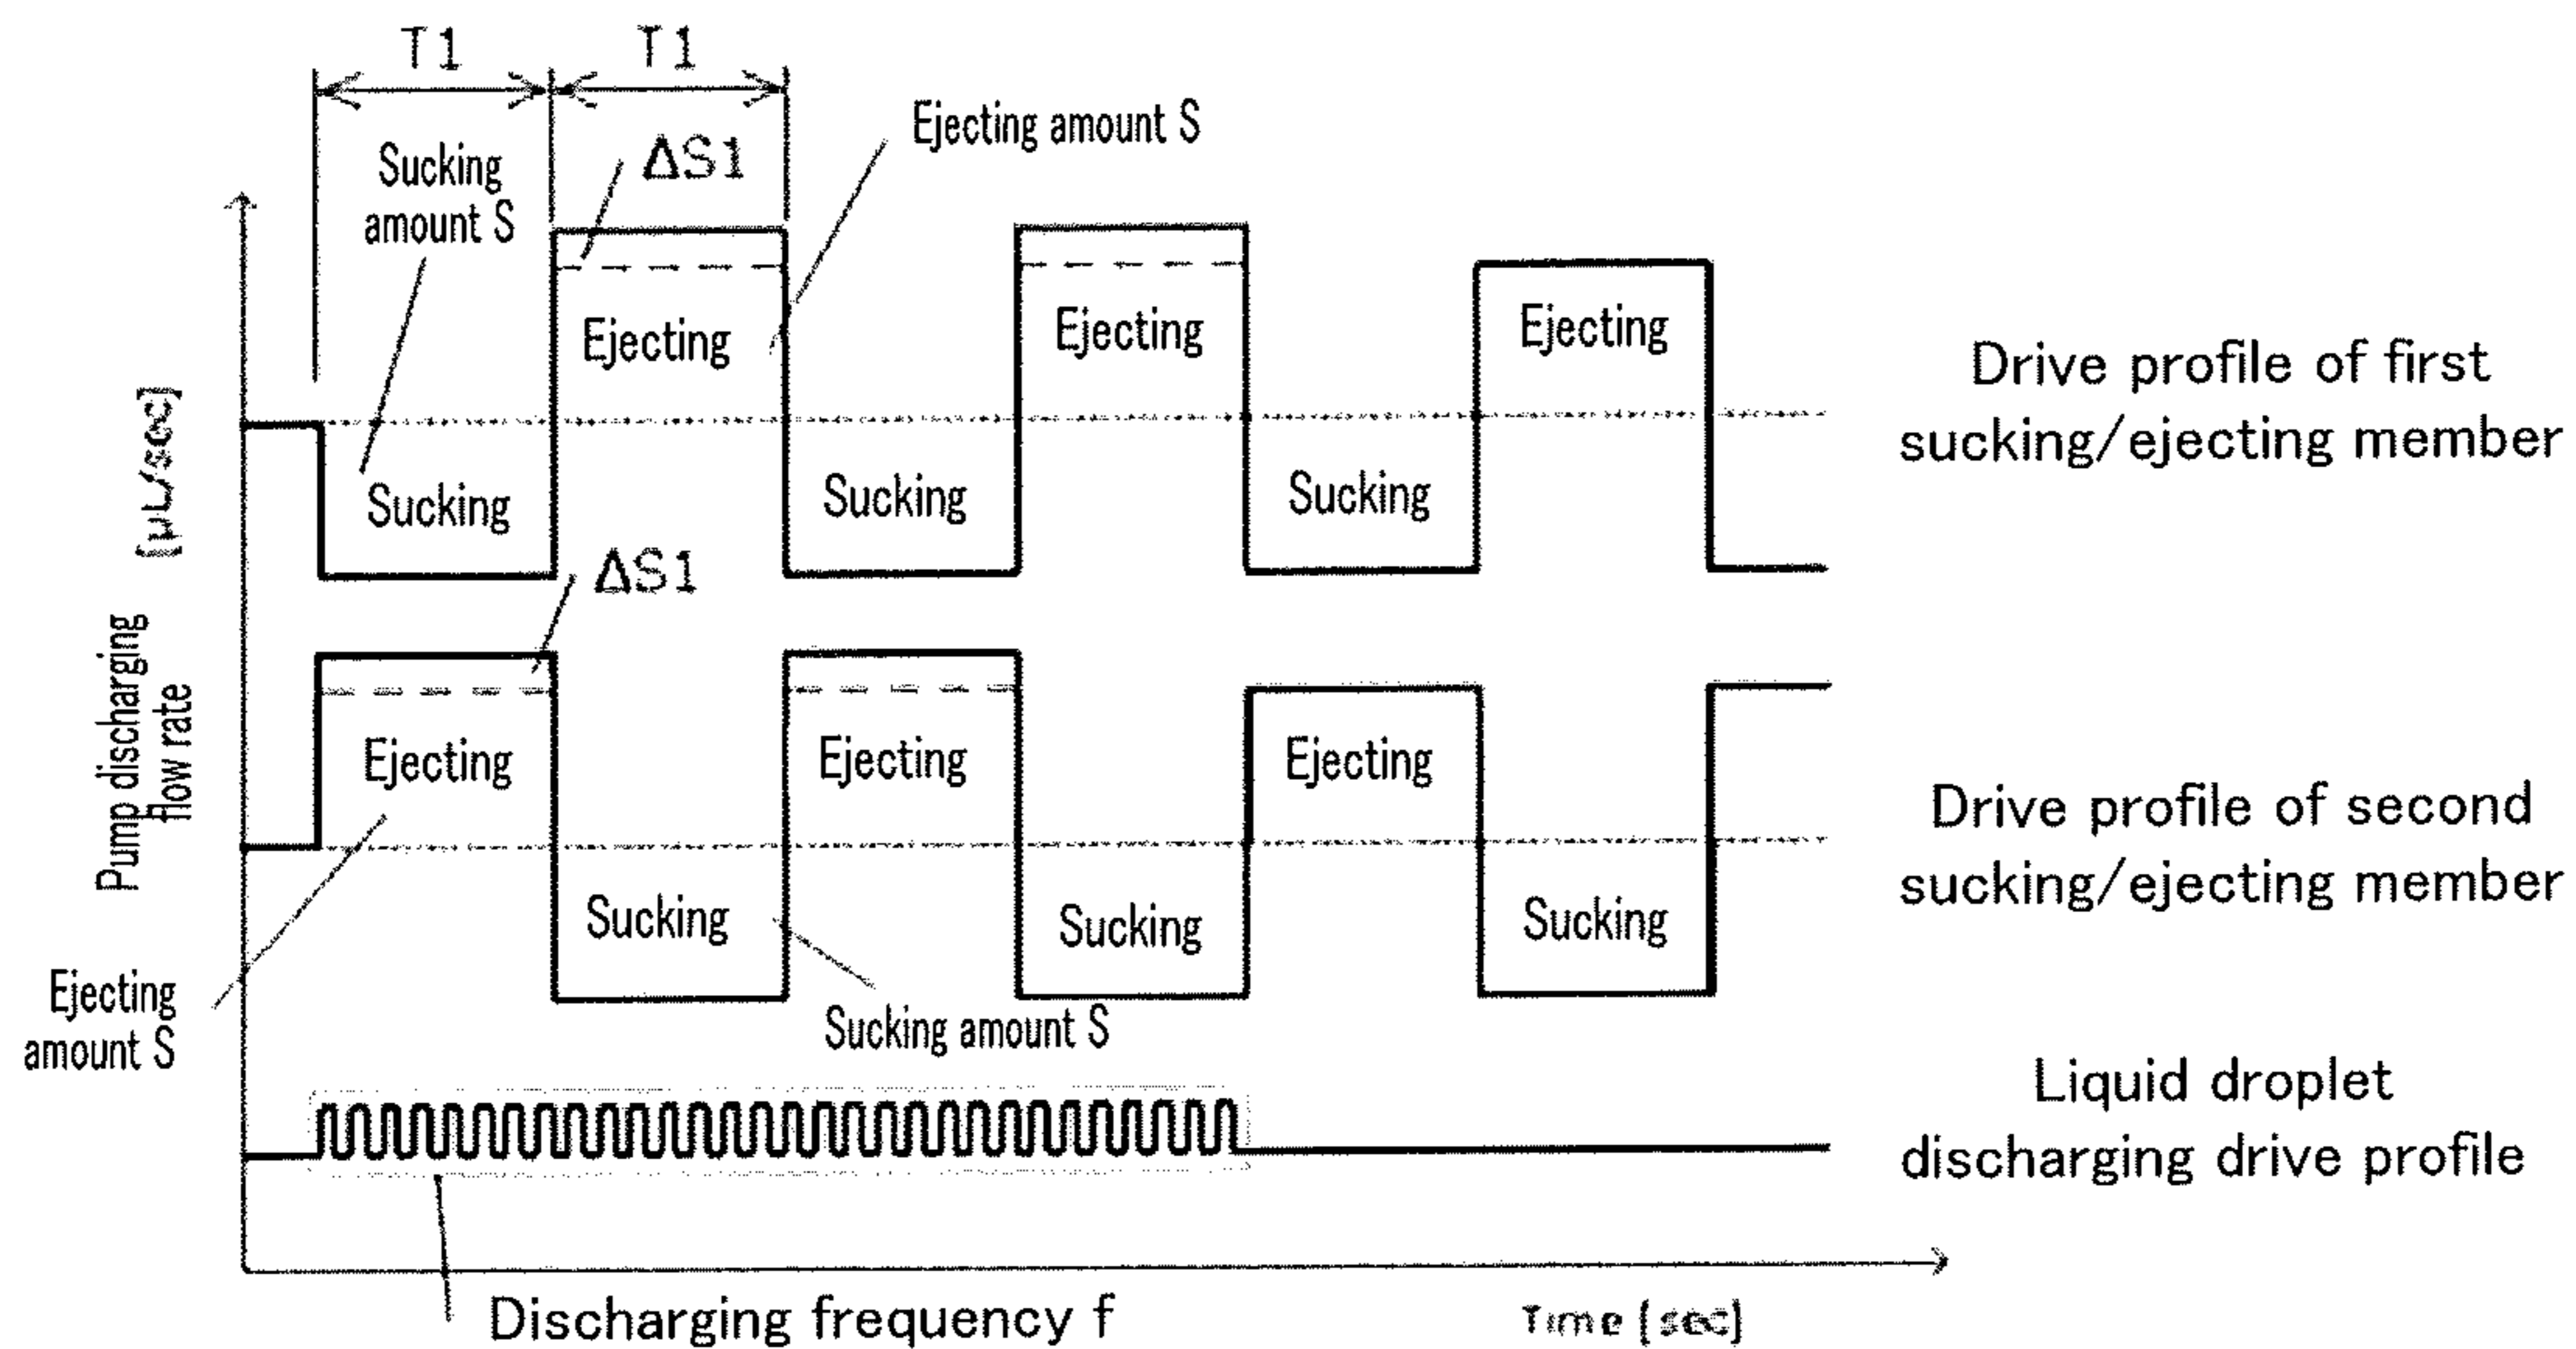 T1
T1
Ejecting amount S
ΔS1
Sucking
amount S
Ejecting
Ejecting
Ejecting
Drive profile of first
sucking/ejecting member
Sucking
Sucking
Sucking
ΔS1
[μL/sec]
Pump discharging
flow rate
Ejecting
Ejecting
Ejecting
Drive profile of second
sucking/ejecting member
Sucking
Sucking
Sucking
Ejecting
amount S
Sucking amount S
Liquid droplet
discharging drive profile
Discharging frequency f
Time [sec]